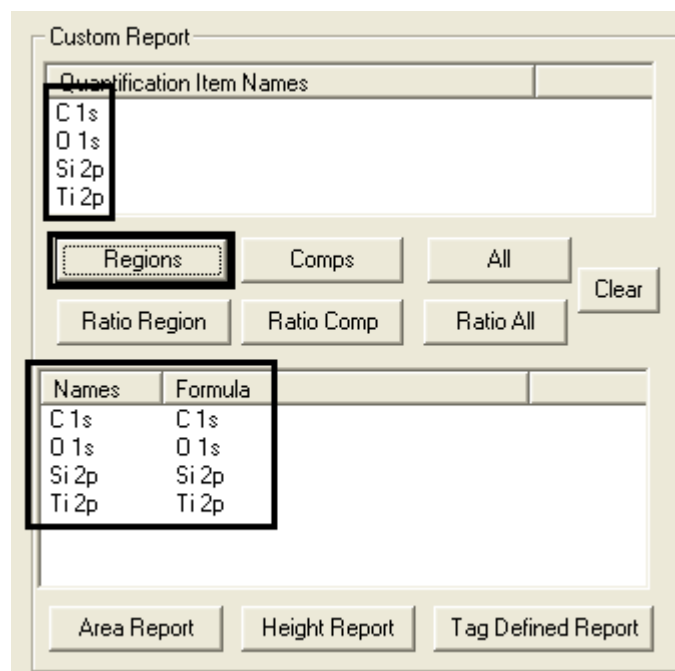 Custom Report
Quantification Item Names
C 1s
O 1s
Si 2p
Ti 2p
Regions Comps All
Clear
Ratio Region Ratio Comp Ratio All
Names Formula
C 1s C 1s
O 1s O 1s
Si 2p Si 2p
Ti 2p Ti 2p
Area Report Height Report Tag Defined Report